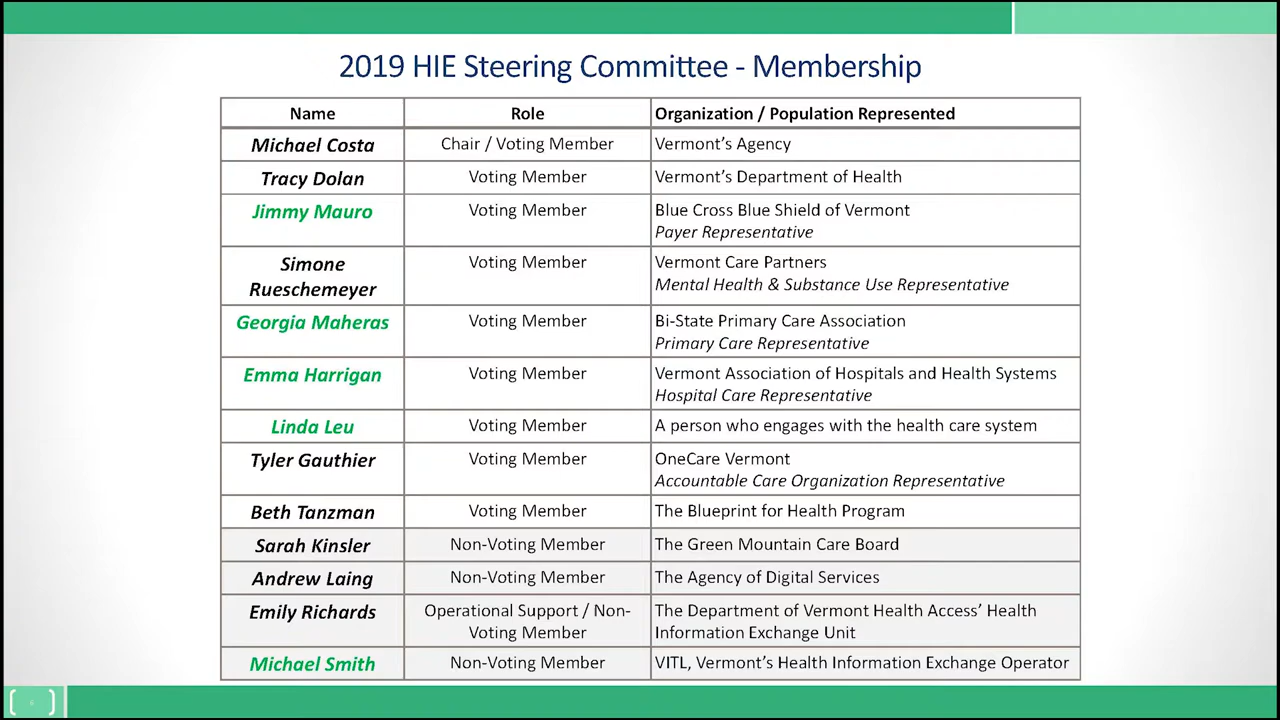 2019 HIE Steering Committee - Membership
Name Role Organization / Population Represented
Michael Costa Chair / Voting Member Vermont's Agency
Tracy Dolan Voting Member Vermont's Department of Health
Jimmy Mauro Voting Member Blue Cross Blue Shield of Vermont
Payer Representative
Simone Voting Member Vermont Care Partners
Rueschemeyer Mental Health & Substance Use Representative
Georgia Maheras Voting Member Bi-State Primary Care Association
Primary Care Representative
Emma Harrigan Voting Member Vermont Association of Hospitals and Health Systems
Hospital Care Representative
Linda Leu Voting Member A person who engages with the health care system
Tyler Gauthier Voting Member OneCare Vermont
Accountable Care Organization Representative
Beth Tanzman Voting Member The Blueprint for Health Program
Sarah Kinsler Non-Voting Member The Green Mountain Care Board
Andrew Laing Non-Voting Member The Agency of Digital Services
Emily Richards Operational Support / Non- The Department of Vermont Health Access' Health
Voting Member Information Exchange Unit
Michael Smith Non-Voting Member VITL, Vermont's Health Information Exchange Operator